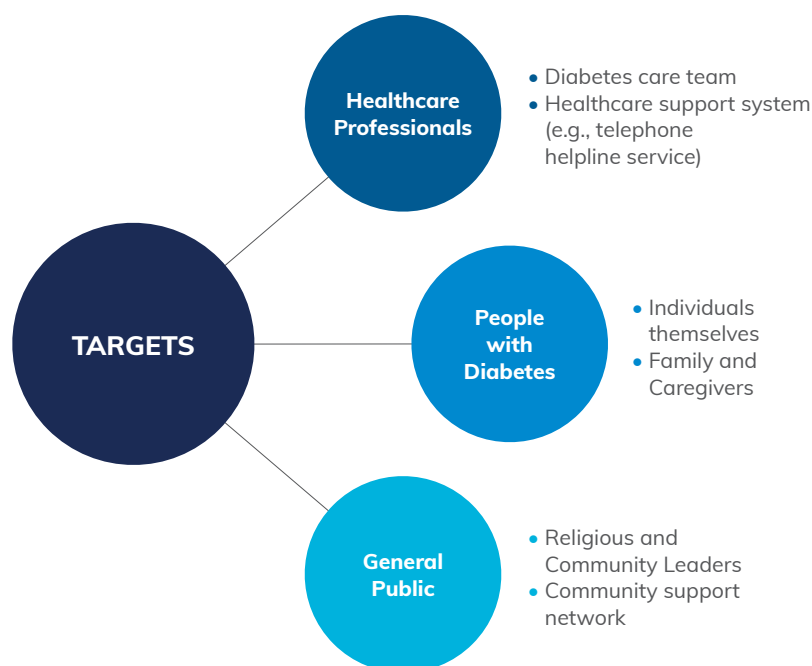 Healthcare
Professionals
• Diabetes care team
• Healthcare support system
(e.g., telephone
helpline service)
TARGETS
People
with
Diabetes
• Individuals
themselves
• Family and
Caregivers
General
Public
• Religious and
Community Leaders
• Community support
network